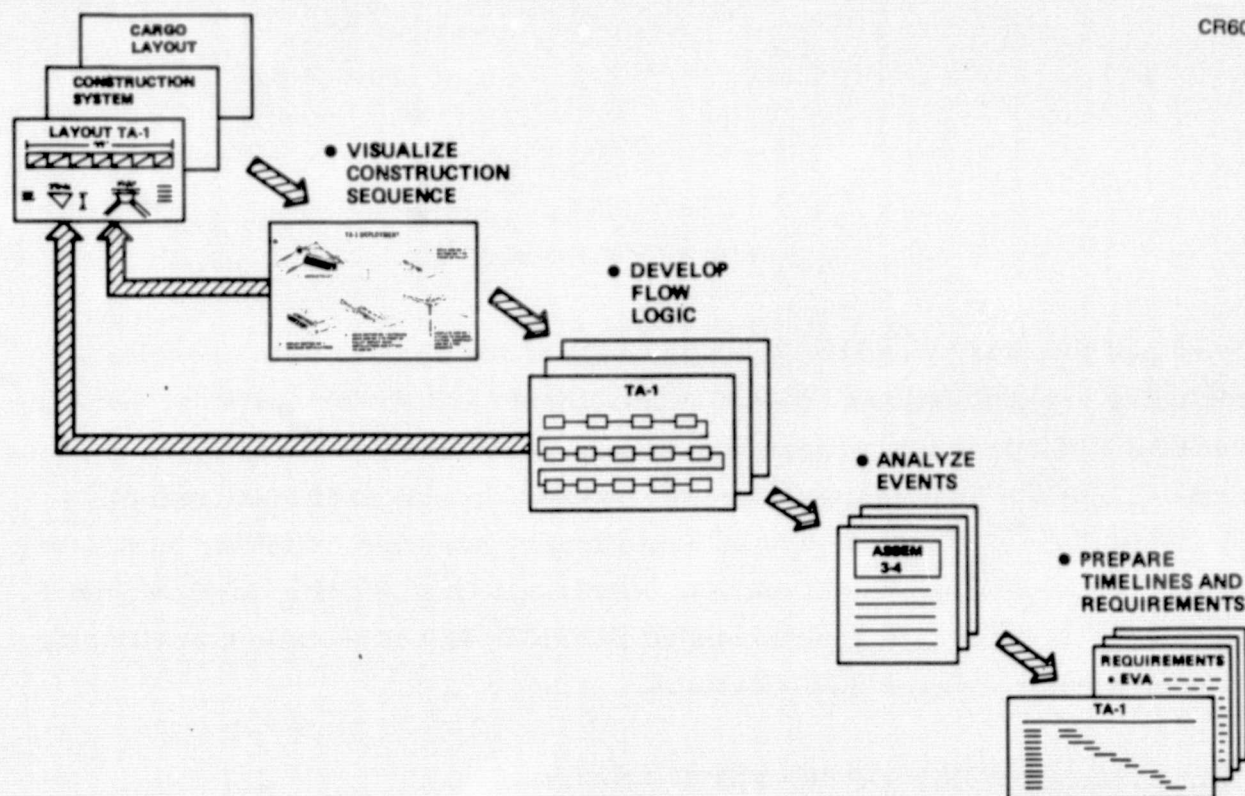 CR60
CARGO
LAYOUT
CONSTRUCTION
SYSTEM
LAYOUT TA-1
• VISUALIZE
CONSTRUCTION
SEQUENCE
TA-1 DEPLOYMENT
• DEVELOP
FLOW
LOGIC
TA-1
• ANALYZE
EVENTS
ASSEM
3-4
• PREPARE
TIMELINES AND
REQUIREMENTS
REQUIREMENTS
• EVA
TA-1